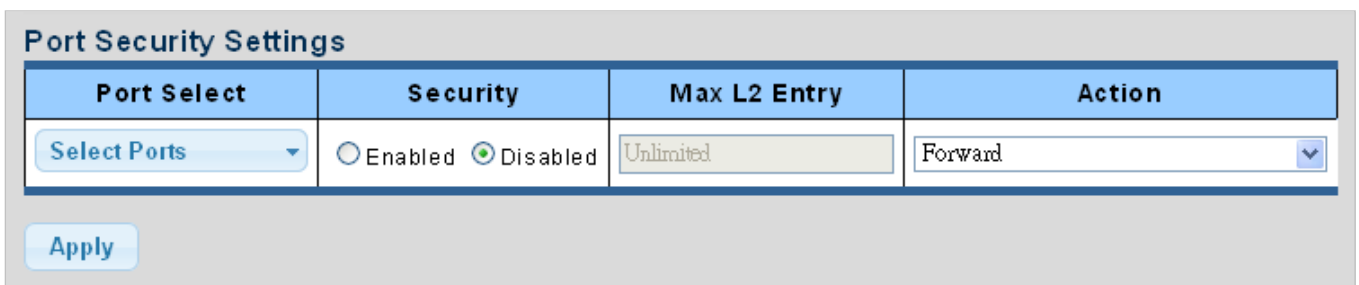 Port Security Settings
Port Select Security Max L2 Entry Action
Select Ports Enabled Disabled Unlimited Forward
Apply